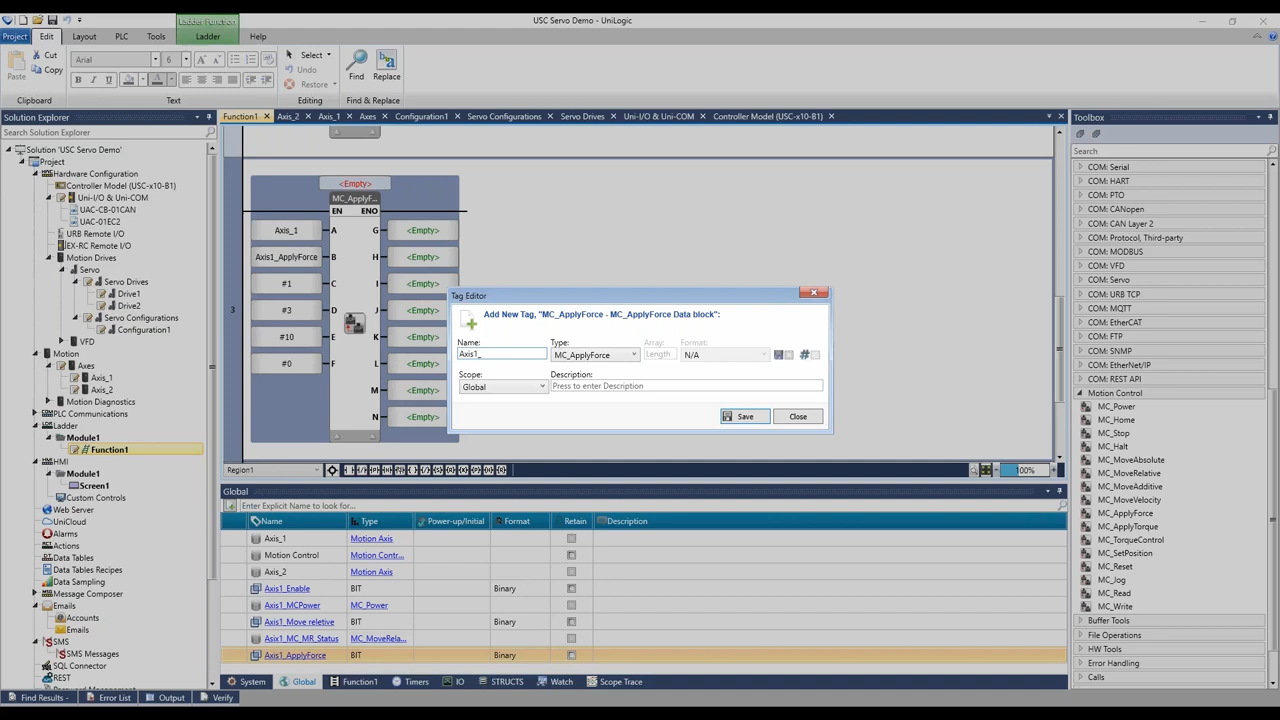 USC Servo Demo - UniLogic
Ladder Function
Project
Edit
Layout
PLC
Tools
Ladder
Help
Paste
Cut
Copy
Clipboard
Arial
6
Text
Select
Undo
Restore
Editing
Find
Replace
Find & Replace
Solution Explorer
Search Solution Explorer
Solution 'USC Servo Demo'
Project
Hardware Configuration
Controller Model (USC-x10-B1)
Uni-I/O & Uni-COM
UAC-CB-01CAN
UAC-01EC2
URB Remote I/O
EX-RC Remote I/O
Motion Drives
Servo
Servo Drives
Drive1
Drive2
Servo Configurations
Configuration1
VFD
Motion
Axes
Axis_1
Axis_2
Motion Diagnostics
PLC Communications
Ladder
Module1
Function1
HMI
Module1
Screen1
Custom Controls
Web Server
UniCloud
Alarms
Actions
Data Tables
Data Tables Recipes
Data Sampling
Message Composer
Emails
Accounts
Emails
SMS
SMS Messages
SQL Connector
REST
Find Results -
Error List
Output
Verify
Function1
Axis_2
Axis_1
Axes
Configuration1
Servo Configurations
Servo Drives
Uni-I/O & Uni-COM
Controller Model (USC-x10-B1)
3
<Empty>
MC_ApplyF...
EN ENO
Axis_1 A G <Empty>
Axis1_ApplyForce B H <Empty>
#1 C I
#3 D J
#10 E K
#0 F L
M <Empty>
N <Empty>
Tag Editor
Add New Tag, "MC_ApplyForce - MC_ApplyForce Data block":
Name: Type: Array: Format:
Axis1_ MC_ApplyForce Length N/A #
Scope: Description:
Global Press to enter Description
Save Close
Region1
100%
Global
Enter Explicit Name to look for...
Name Type Power-up/Initial Format Retain Description
Axis_1 Motion Axis
Motion Control Motion Contr...
Axis_2 Motion Axis
Axis1_Enable BIT Binary
Axis1_MCPower MC_Power
Axis1_Move reletive BIT Binary
Asix1_MC_MR_Status MC_MoveRela...
Axis1_ApplyForce BIT Binary
System
Global
Function1
Timers
IO
STRUCTS
Watch
Scope Trace
Toolbox
Search
COM: Serial
COM: HART
COM: PTO
COM: CANopen
COM: CAN Layer 2
COM: Protocol, Third-party
COM: MODBUS
COM: VFD
COM: Servo
COM: URB TCP
COM: MQTT
COM: EtherCAT
COM: FTP
COM: SNMP
COM: EtherNet/IP
COM: REST API
Motion Control
MC_Power
MC_Home
MC_Stop
MC_Halt
MC_MoveAbsolute
MC_MoveRelative
MC_MoveAdditive
MC_MoveVelocity
MC_ApplyForce
MC_ApplyTorque
MC_TorqueControl
MC_SetPosition
MC_Reset
MC_Jog
MC_Read
MC_Write
Buffer Tools
File Operations
HW Tools
Error Handling
Calls